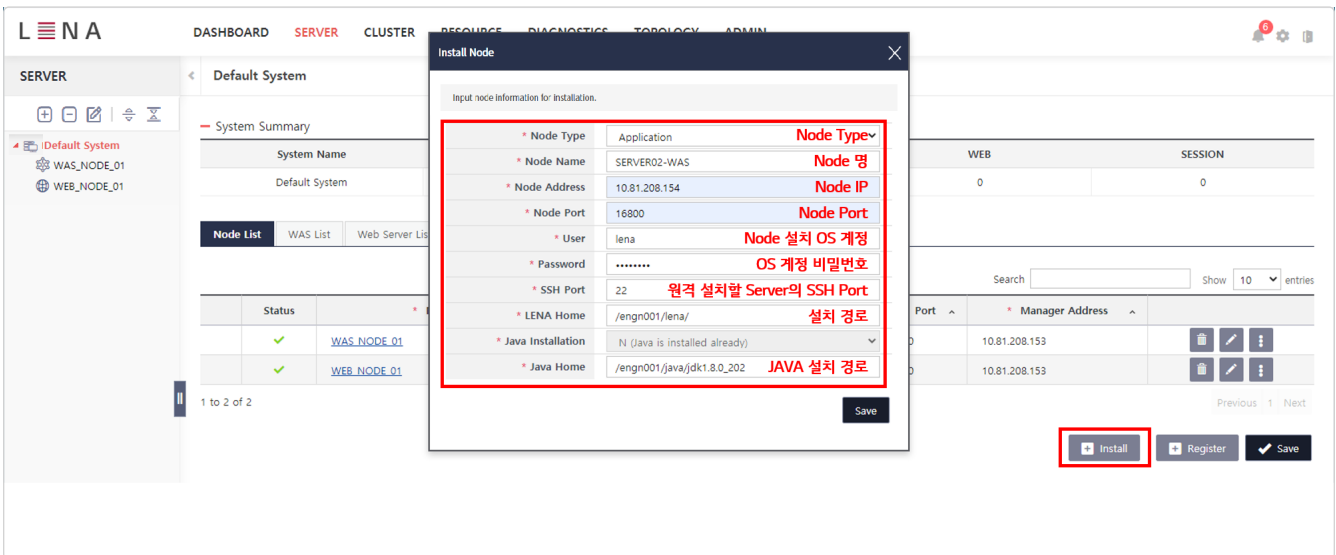 LENA
DASHBOARD SERVER CLUSTER RESOURCE DIAGNOSTICS TOPOLOGY ADMIN
6
SERVER
Default System
Install Node
Input node information for installation.
Default System
WAS_NODE_01
WEB_NODE_01
System Summary
System Name WEB SESSION
Default System 0 0
Node List WAS List Web Server Lis
* Node Type Application Node Type
* Node Name SERVER02-WAS Node 명
* Node Address 10.81.208.154 Node IP
* Node Port 16800 Node Port
* User lena Node 설치 OS 계정
* Password •••••••• OS 계정 비밀번호
* SSH Port 22 원격 설치할 Server의 SSH Port
* LENA Home /engn001/lena/ 설치 경로
* Java Installation N (Java is installed already)
* Java Home /engn001/java/jdk1.8.0_202 JAVA 설치 경로
Save
Search Show 10 entries
Status * Port * Manager Address
WAS_NODE_01 10.81.208.153
WEB_NODE_01 10.81.208.153
1 to 2 of 2 Previous 1 Next
Install Register Save